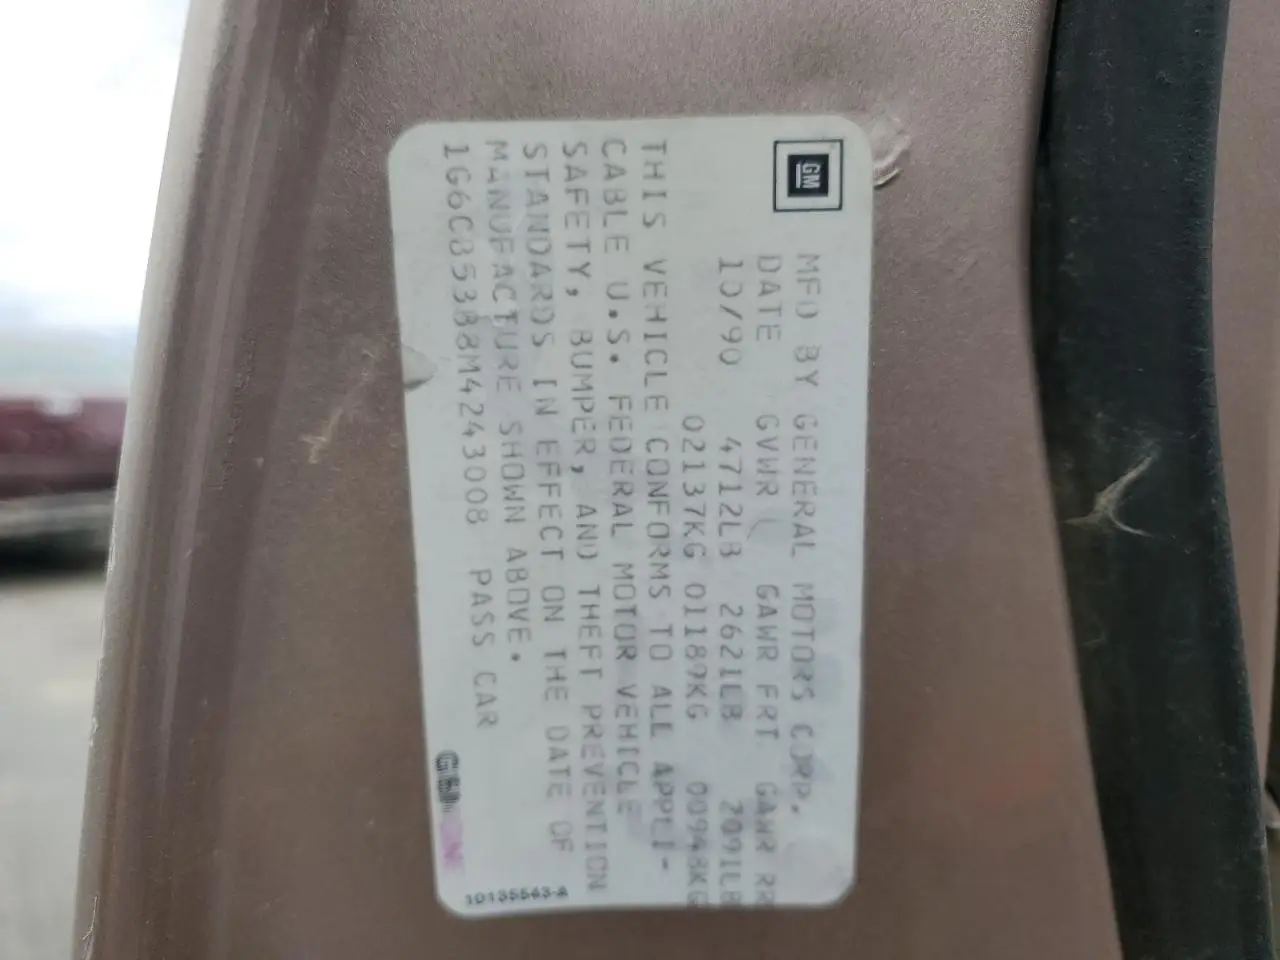 GM
MFD BY GENERAL MOTORS CORP.
DATE GVWR GAWR FRT GAWR RR
10/90 4712LB 2621LB 2091LB
02137KG 01189KG 00948KG
THIS VEHICLE CONFORMS TO ALL APPLI-
CABLE U.S. FEDERAL MOTOR VEHICLE
SAFETY, BUMPER, AND THEFT PREVENTION
STANDARDS IN EFFECT ON THE DATE OF
MANUFACTURE SHOWN ABOVE.
1G6CB53B8M4243008 PASS CAR